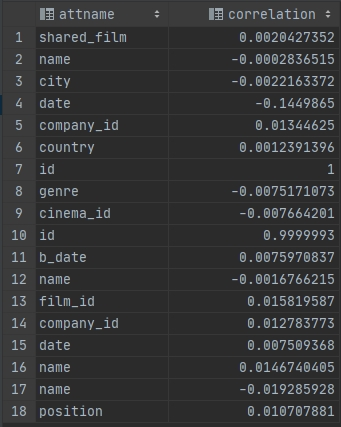 attname correlation
1 shared_film 0.0020427352
2 name -0.0002836515
3 city -0.0022163372
4 date -0.1449865
5 company_id 0.01344625
6 country 0.0012391396
7 id 1
8 genre -0.0075171073
9 cinema_id -0.007664201
10 id 0.9999993
11 b_date 0.0075970837
12 name -0.0016766215
13 film_id 0.015819587
14 company_id 0.012783773
15 date 0.007509368
16 name 0.0146740405
17 name -0.019285928
18 position 0.010707881